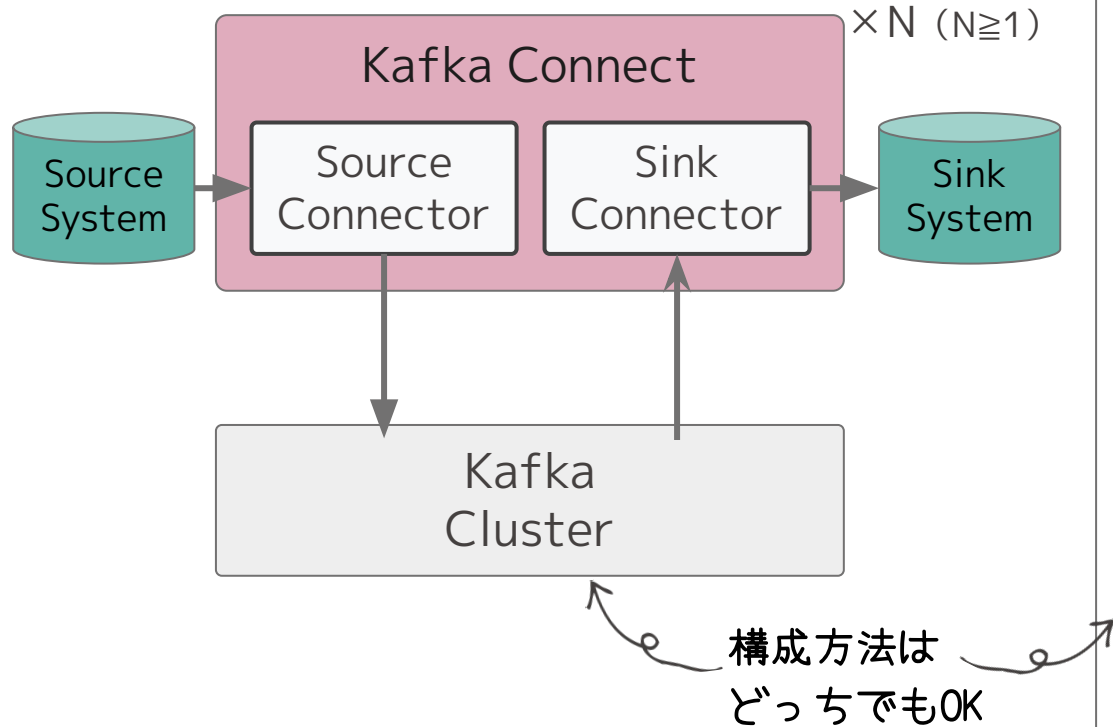 ×N (N≧1)
Kafka Connect
Source
System
Source
Connector
Sink
Connector
Sink
System
Kafka
Cluster
構成方法は
どっちでもOK